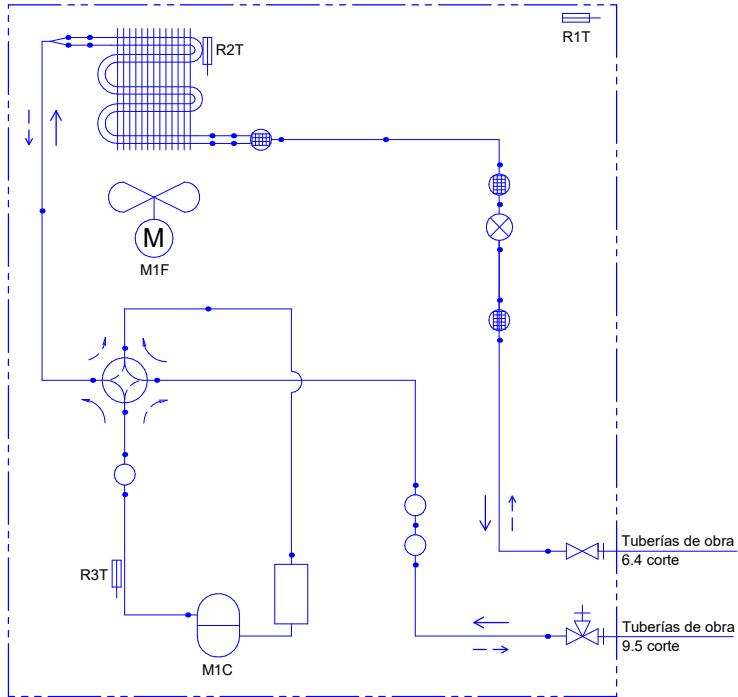 R1T
R2T
M
M1F
R3T
M1C
Tuberías de obra
6.4 corte
Tuberías de obra
9.5 corte